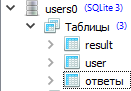 users0 (SQLite 3)
Таблицы (3)
result
user
ответы